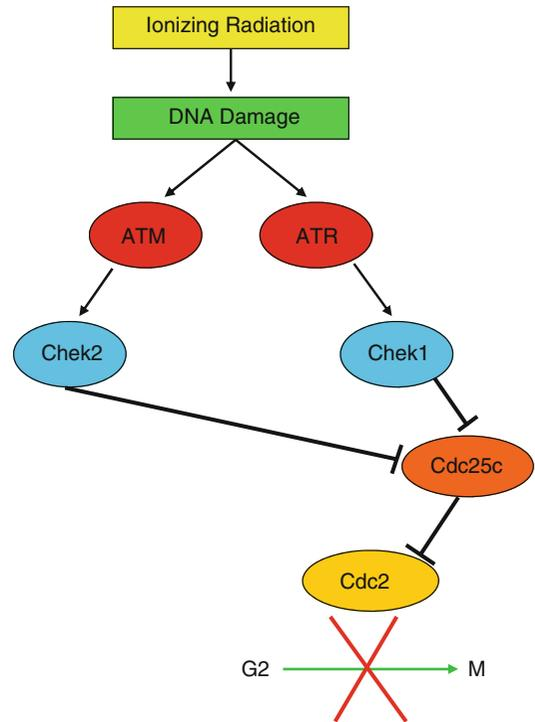 Ionizing Radiation
DNA Damage
ATM
ATR
Chek2
Chek1
Cdc25c
Cdc2
G2
M